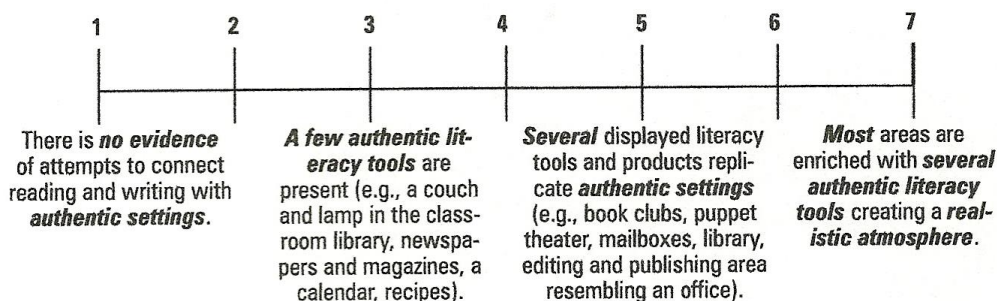 1 2 3 4 5 6 7
There is no evidence
of attempts to connect
reading and writing with
authentic settings.
A few authentic lit-
eracy tools are
present (e.g., a couch
and lamp in the class-
room library, newspa-
pers and magazines, a
calendar, recipes).
Several displayed literacy
tools and products repli-
cate authentic settings
(e.g., book clubs, puppet
theater, mailboxes, library,
editing and publishing area
resembling an office).
Most areas are
enriched with several
authentic literacy
tools creating a real-
istic atmosphere.